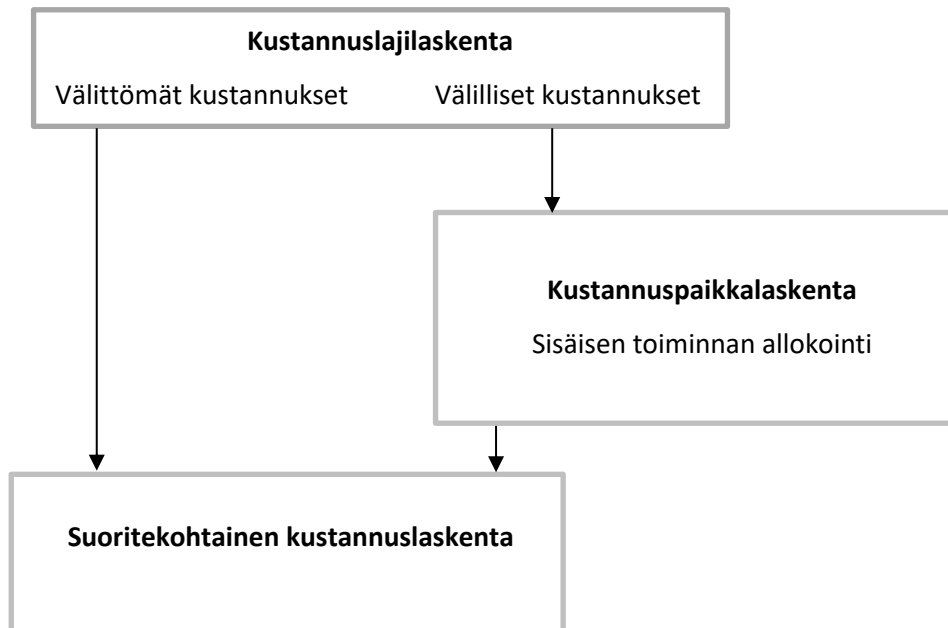 Kustannuslajilaskenta
Välittömät kustannukset Välilliset kustannukset
Kustannuspaikkalaskenta
Sisäisen toiminnan allokointi
Suoritekohtainen kustannuslaskenta